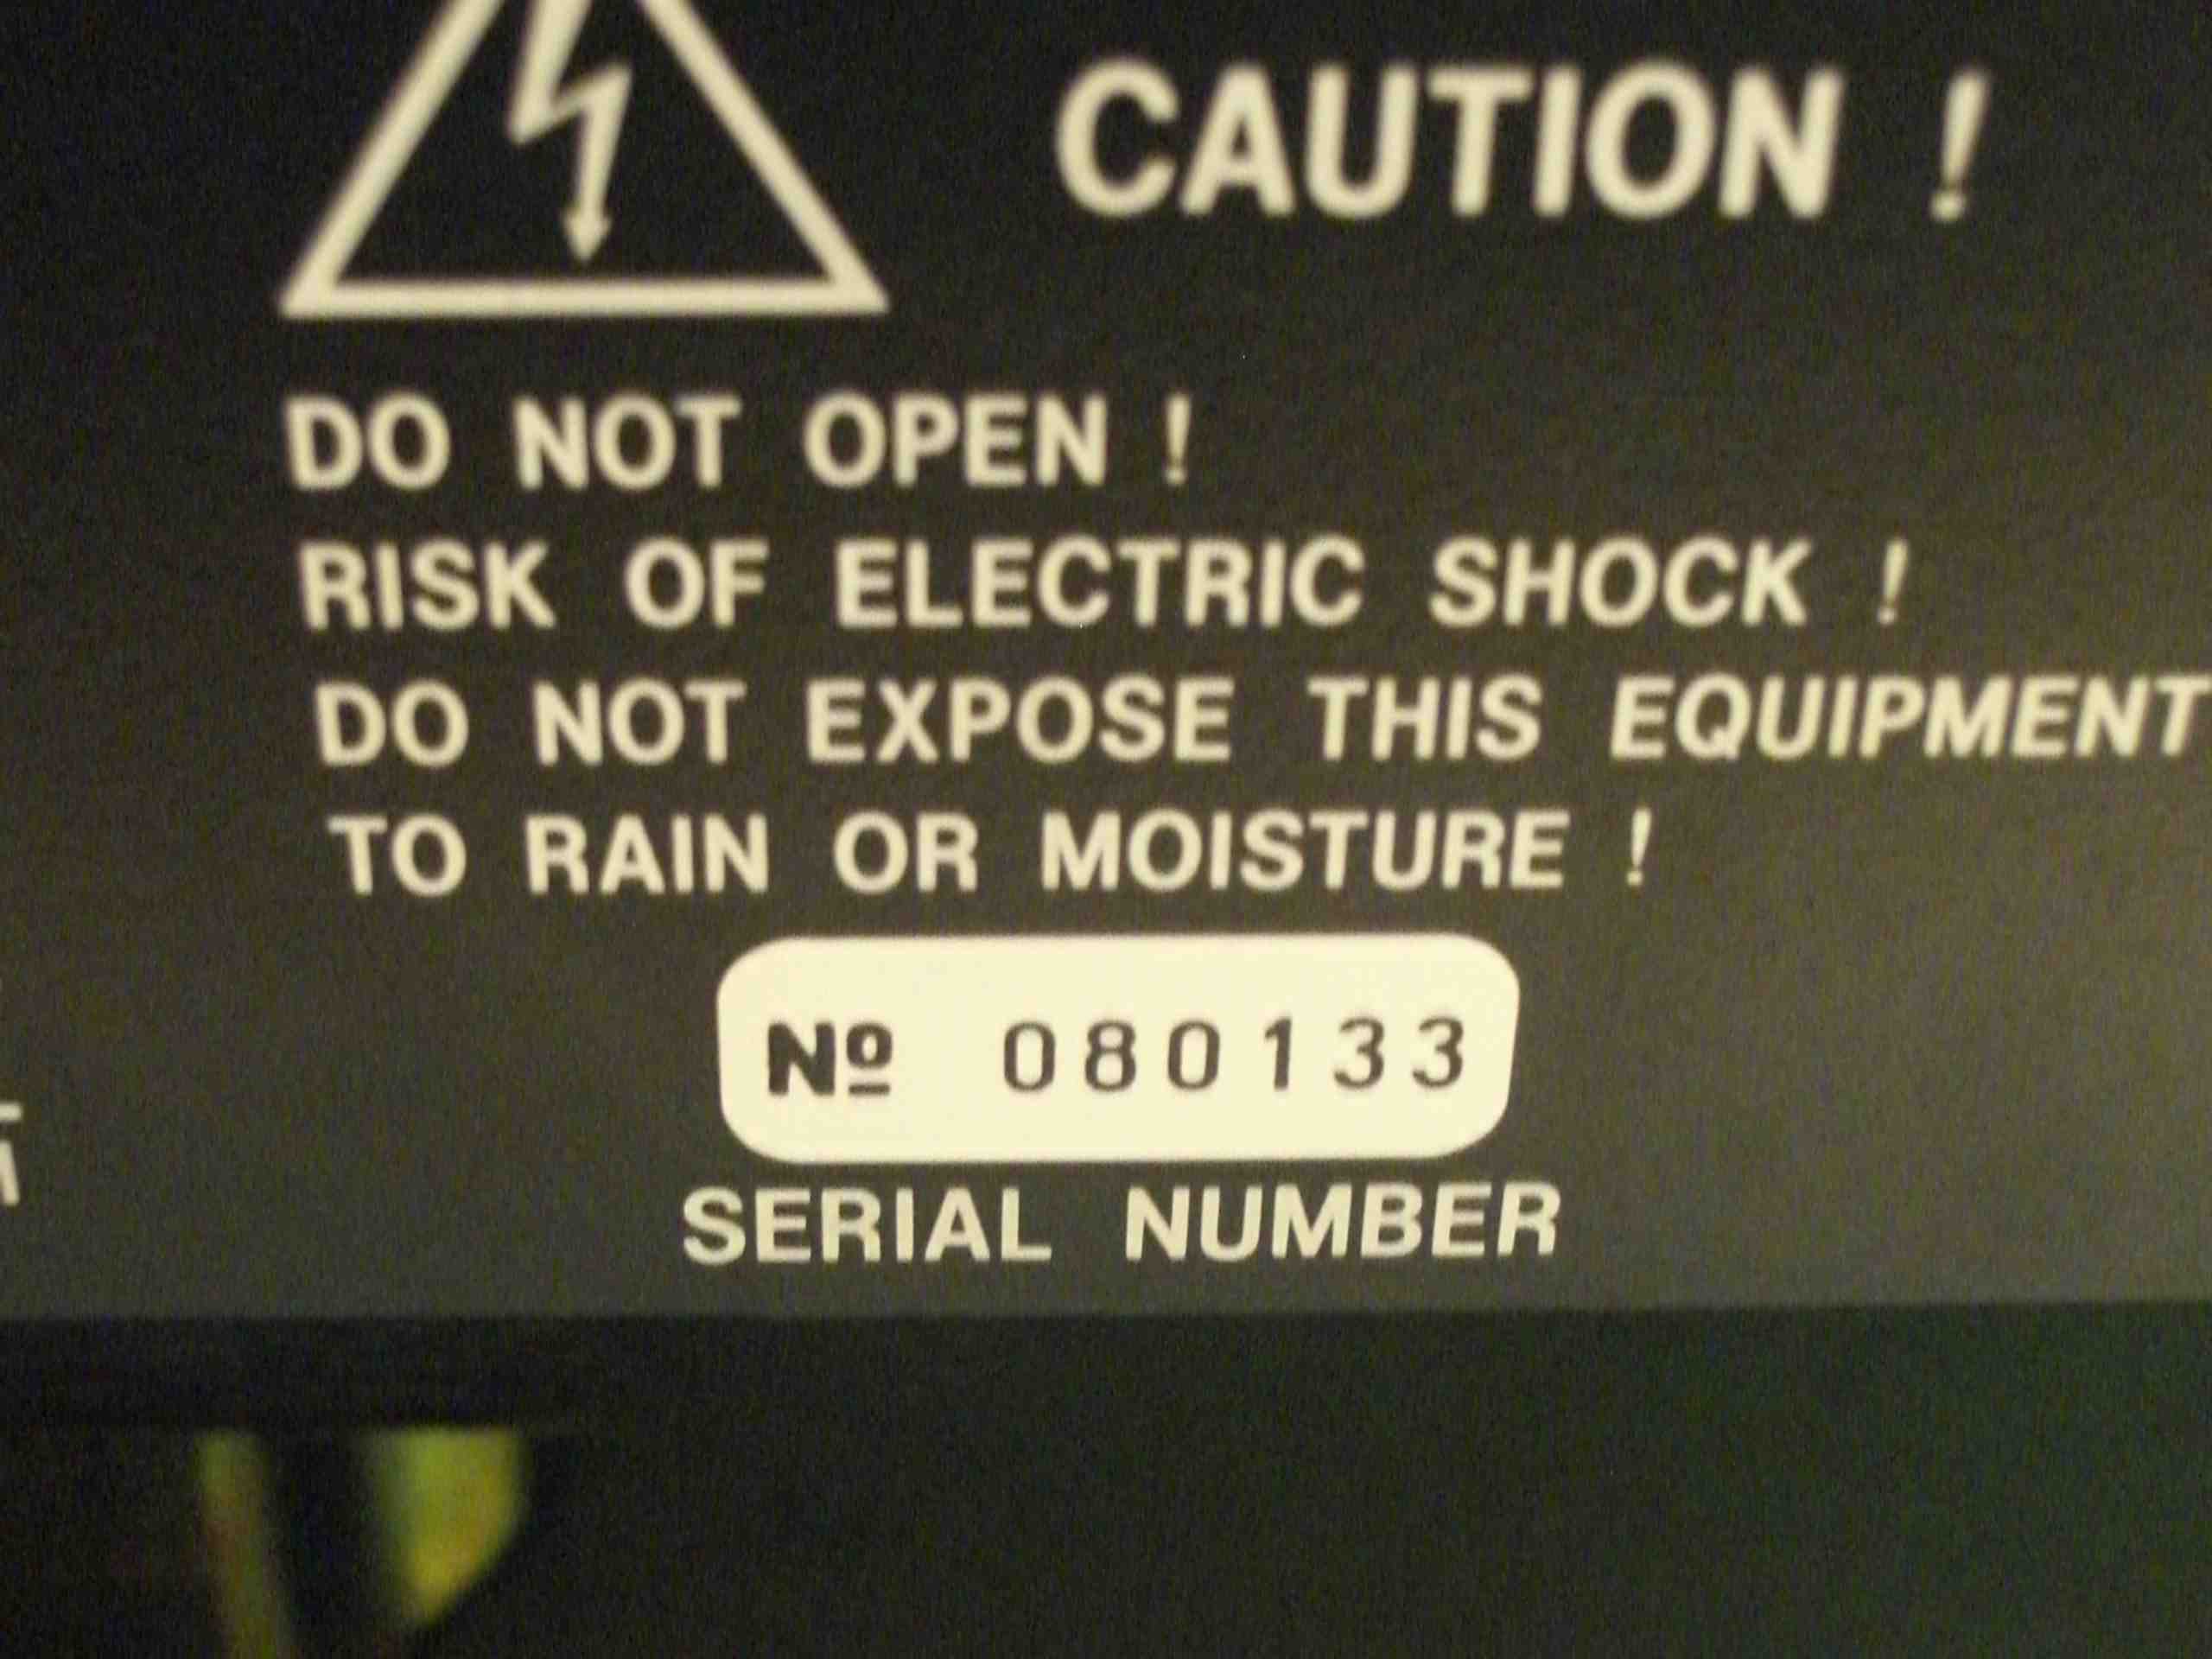 CAUTION !
DO NOT OPEN !
RISK OF ELECTRIC SHOCK !
DO NOT EXPOSE THIS EQUIPMENT
TO RAIN OR MOISTURE !
Nº 080133
SERIAL NUMBER